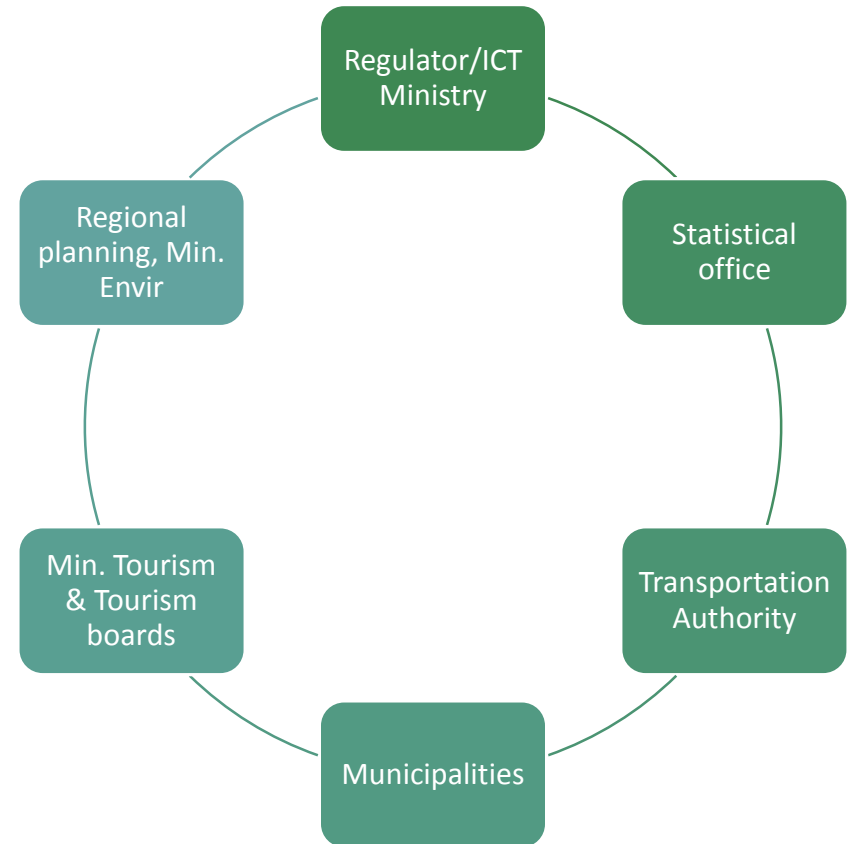 Regulator/ICT
Ministry
Statistical
office
Transportation
Authority
Municipalities
Min. Tourism
& Tourism
boards
Regional
planning, Min.
Envir